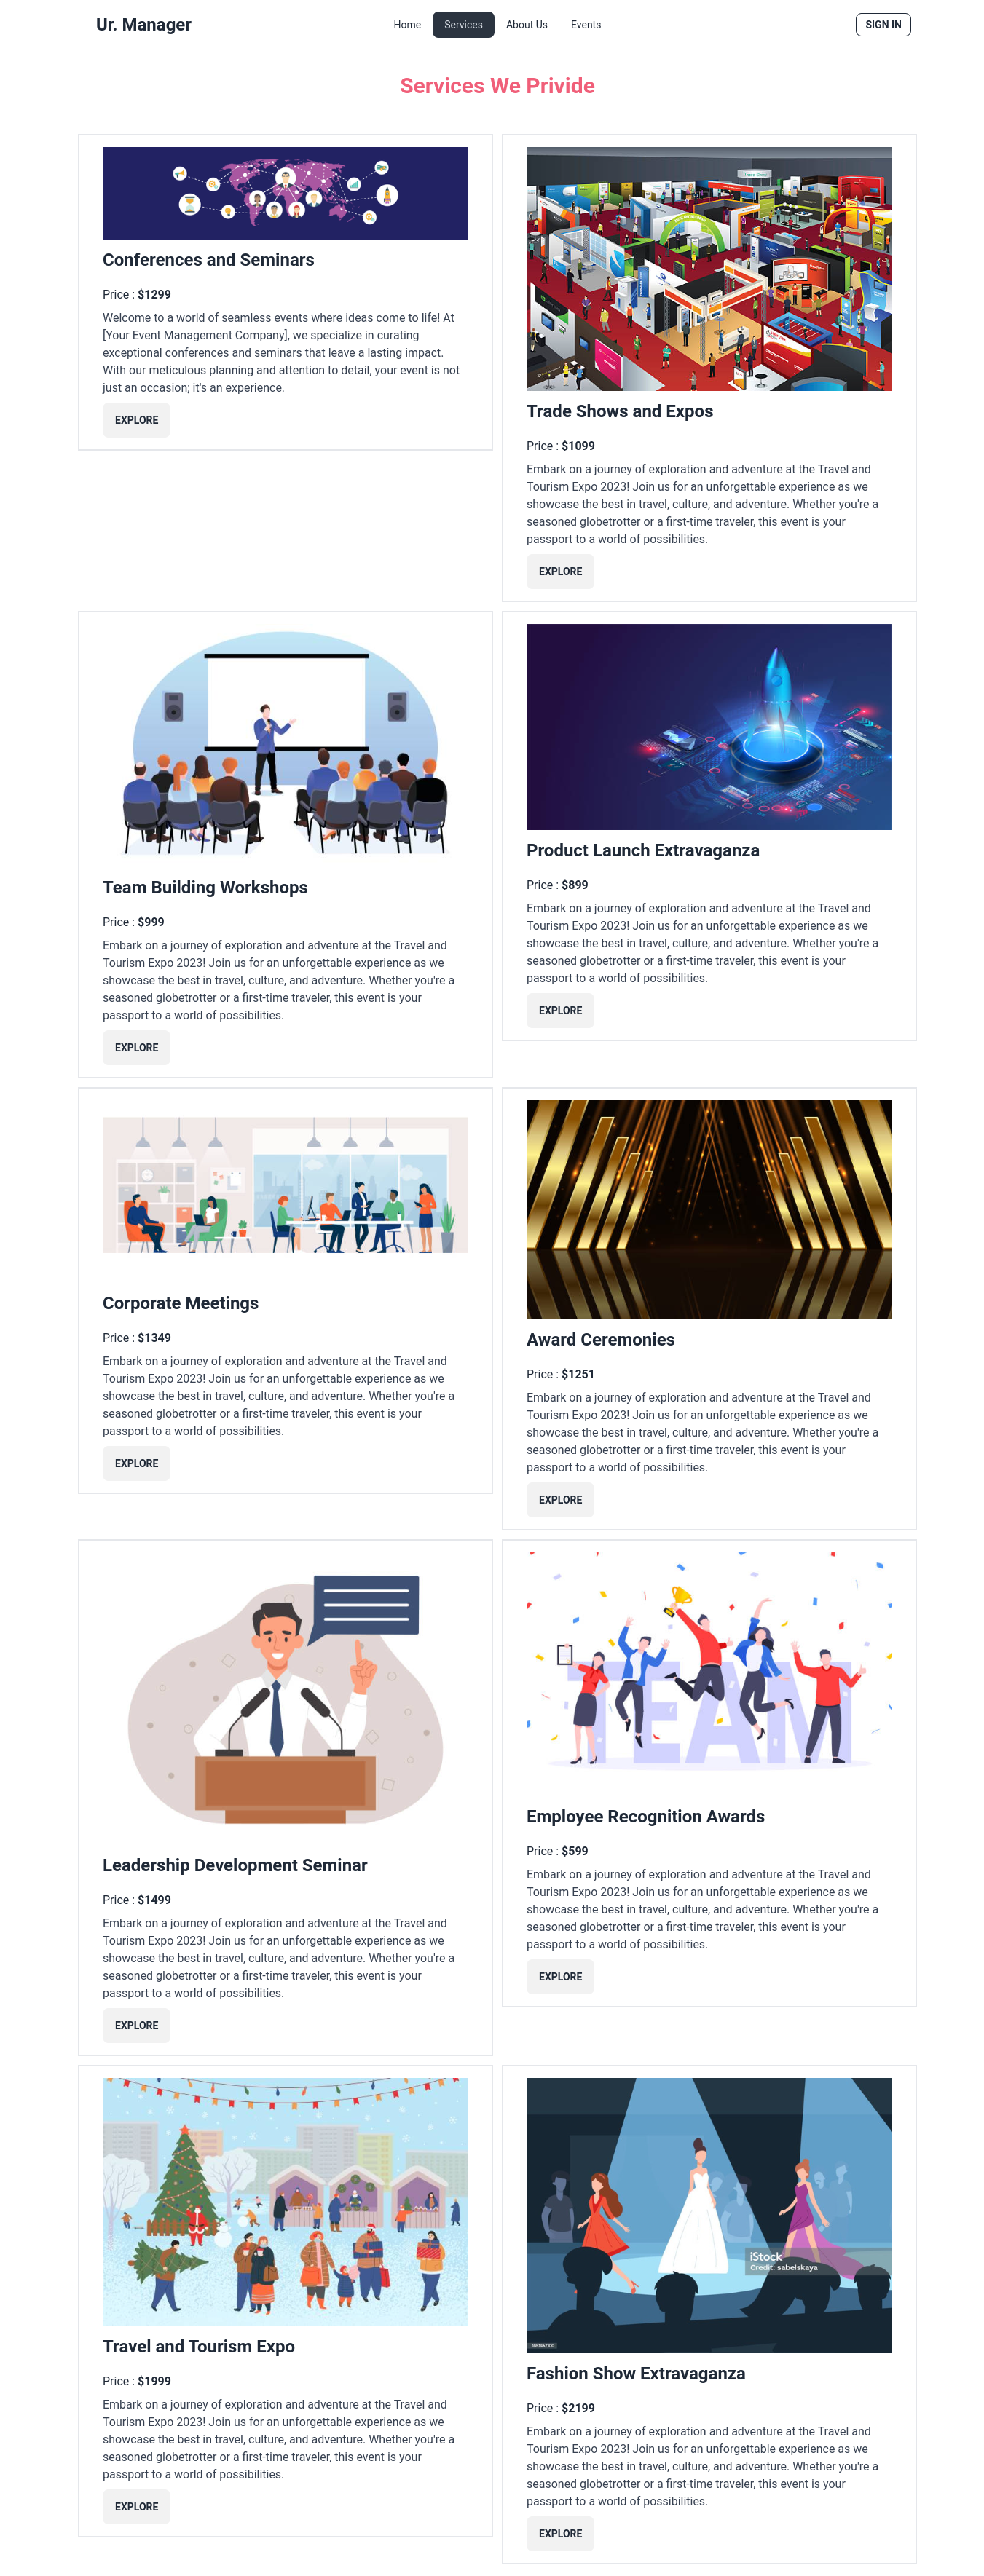 Ur. Manager
Home
Services
About Us
Events
SIGN IN
Services We Privide
Conferences and Seminars
Price : $1299
Welcome to a world of seamless events where ideas come to life! At
[Your Event Management Company], we specialize in curating
exceptional conferences and seminars that leave a lasting impact.
With our meticulous planning and attention to detail, your event is not
just an occasion; it's an experience.
EXPLORE
Trade Shows and Expos
Price : $1099
Embark on a journey of exploration and adventure at the Travel and
Tourism Expo 2023! Join us for an unforgettable experience as we
showcase the best in travel, culture, and adventure. Whether you're a
seasoned globetrotter or a first-time traveler, this event is your
passport to a world of possibilities.
EXPLORE
Team Building Workshops
Price : $999
Embark on a journey of exploration and adventure at the Travel and
Tourism Expo 2023! Join us for an unforgettable experience as we
showcase the best in travel, culture, and adventure. Whether you're a
seasoned globetrotter or a first-time traveler, this event is your
passport to a world of possibilities.
EXPLORE
Product Launch Extravaganza
Price : $899
Embark on a journey of exploration and adventure at the Travel and
Tourism Expo 2023! Join us for an unforgettable experience as we
showcase the best in travel, culture, and adventure. Whether you're a
seasoned globetrotter or a first-time traveler, this event is your
passport to a world of possibilities.
EXPLORE
Corporate Meetings
Price : $1349
Embark on a journey of exploration and adventure at the Travel and
Tourism Expo 2023! Join us for an unforgettable experience as we
showcase the best in travel, culture, and adventure. Whether you're a
seasoned globetrotter or a first-time traveler, this event is your
passport to a world of possibilities.
EXPLORE
Award Ceremonies
Price : $1251
Embark on a journey of exploration and adventure at the Travel and
Tourism Expo 2023! Join us for an unforgettable experience as we
showcase the best in travel, culture, and adventure. Whether you're a
seasoned globetrotter or a first-time traveler, this event is your
passport to a world of possibilities.
EXPLORE
Leadership Development Seminar
Price : $1499
Embark on a journey of exploration and adventure at the Travel and
Tourism Expo 2023! Join us for an unforgettable experience as we
showcase the best in travel, culture, and adventure. Whether you're a
seasoned globetrotter or a first-time traveler, this event is your
passport to a world of possibilities.
EXPLORE
TEAM
Employee Recognition Awards
Price : $599
Embark on a journey of exploration and adventure at the Travel and
Tourism Expo 2023! Join us for an unforgettable experience as we
showcase the best in travel, culture, and adventure. Whether you're a
seasoned globetrotter or a first-time traveler, this event is your
passport to a world of possibilities.
EXPLORE
Travel and Tourism Expo
Price : $1999
Embark on a journey of exploration and adventure at the Travel and
Tourism Expo 2023! Join us for an unforgettable experience as we
showcase the best in travel, culture, and adventure. Whether you're a
seasoned globetrotter or a first-time traveler, this event is your
passport to a world of possibilities.
EXPLORE
iStock
Credit: sabelskaya
Fashion Show Extravaganza
Price : $2199
Embark on a journey of exploration and adventure at the Travel and
Tourism Expo 2023! Join us for an unforgettable experience as we
showcase the best in travel, culture, and adventure. Whether you're a
seasoned globetrotter or a first-time traveler, this event is your
passport to a world of possibilities.
EXPLORE